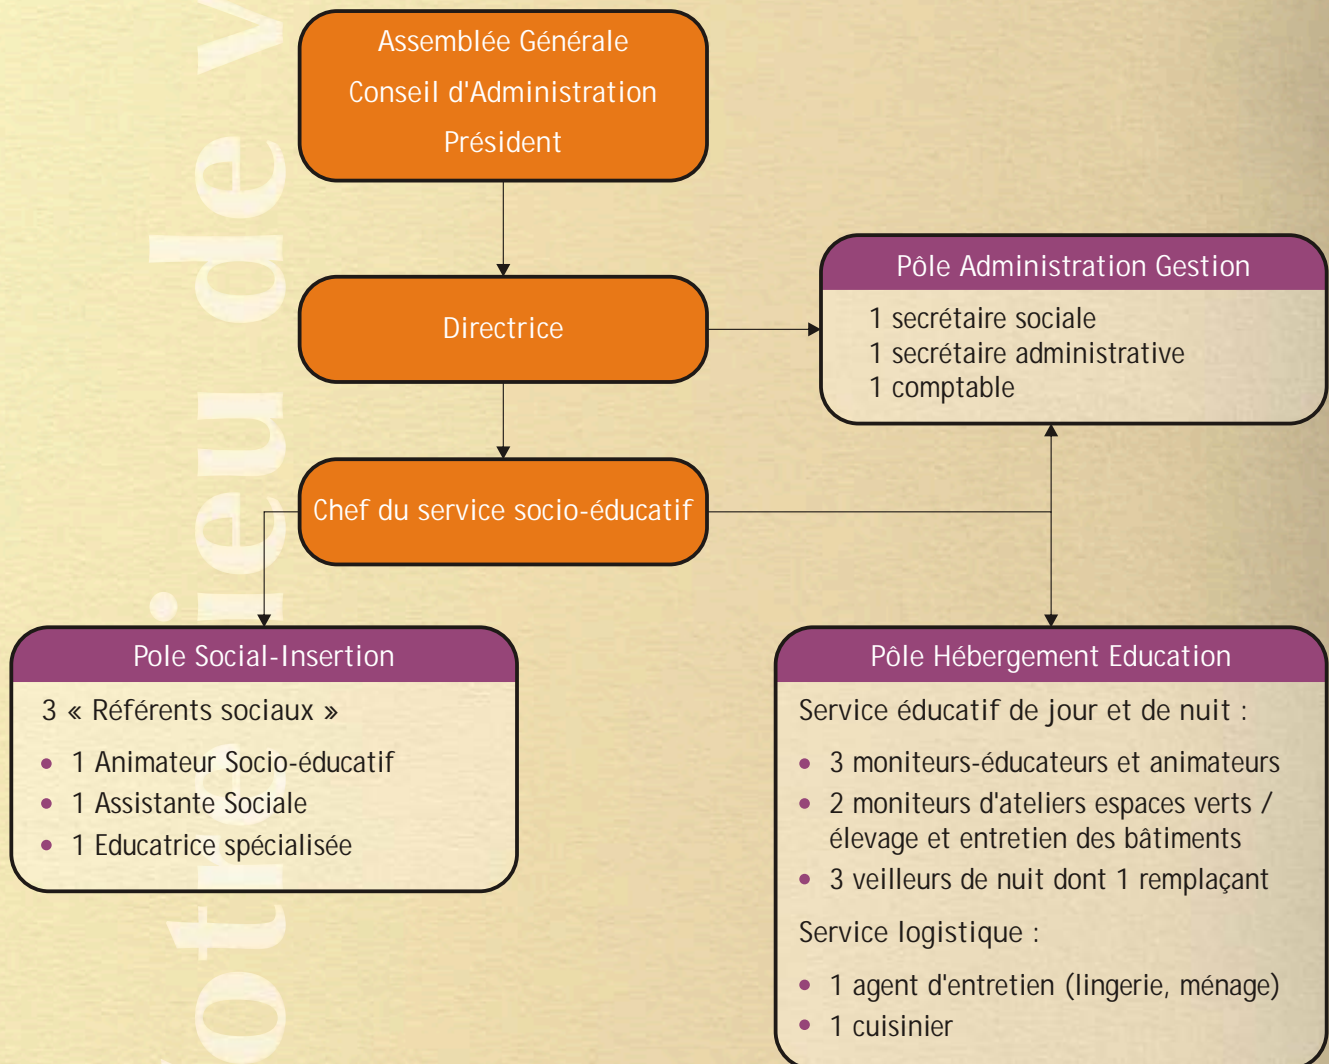 Assemblée Générale
Conseil d'Administration
Président
Directrice
Pôle Administration Gestion
1 secrétaire sociale
1 secrétaire administrative
1 comptable
Chef du service socio-éducatif
Pole Social-Insertion
3 « Référents sociaux »
• 1 Animateur Socio-éducatif
• 1 Assistante Sociale
• 1 Educatrice spécialisée
Pôle Hébergement Education
Service éducatif de jour et de nuit :
• 3 moniteurs-éducateurs et animateurs
• 2 moniteurs d'ateliers espaces verts /
élevage et entretien des bâtiments
• 3 veilleurs de nuit dont 1 remplaçant
Service logistique :
• 1 agent d'entretien (lingerie, ménage)
• 1 cuisinier
de